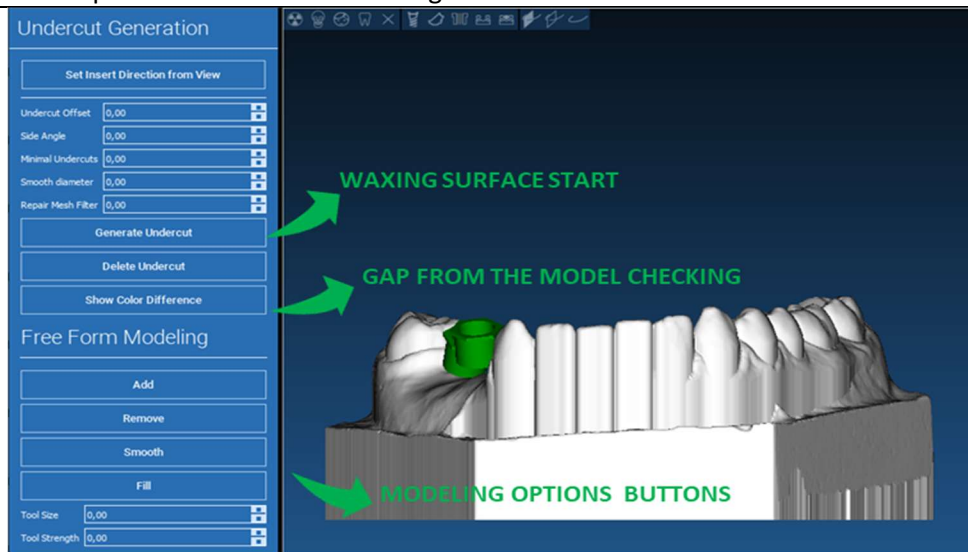 Undercut Generation
Set Insert Direction from View
Undercut Offset 0,00
Side Angle 0,00
Minimal Undercuts 0,00
Smooth diameter 0,00
Repair Mesh Filter 0,00
WAXING SURFACE START
Generate Undercut
Delete Undercut
GAP FROM THE MODEL CHECKING
Show Color Difference
Free Form Modeling
Add
Remove
Smooth
Fill
MODELING OPTIONS BUTTONS
Tool Size 0,00
Tool Strength 0,00